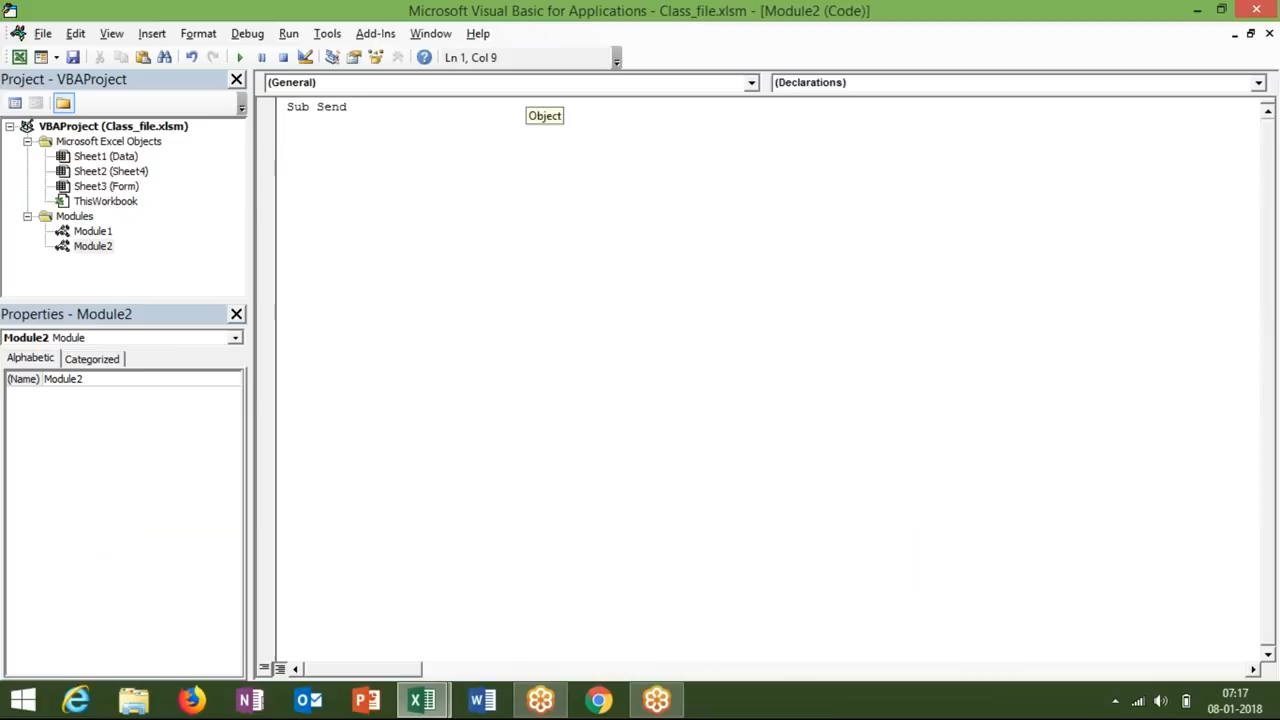 Microsoft Visual Basic for Applications - Class_file.xlsm - [Module2 (Code)]
File Edit View Insert Format Debug Run Tools Add-Ins Window Help
Ln 1, Col 9
Project - VBAProject
(General)
(Declarations)
Sub Send
Object
VBAProject (Class_file.xlsm)
Microsoft Excel Objects
Sheet1 (Data)
Sheet2 (Sheet4)
Sheet3 (Form)
ThisWorkbook
Modules
Module1
Module2
Properties - Module2
Module2 Module
Alphabetic Categorized
(Name) Module2
07:17
08-01-2018